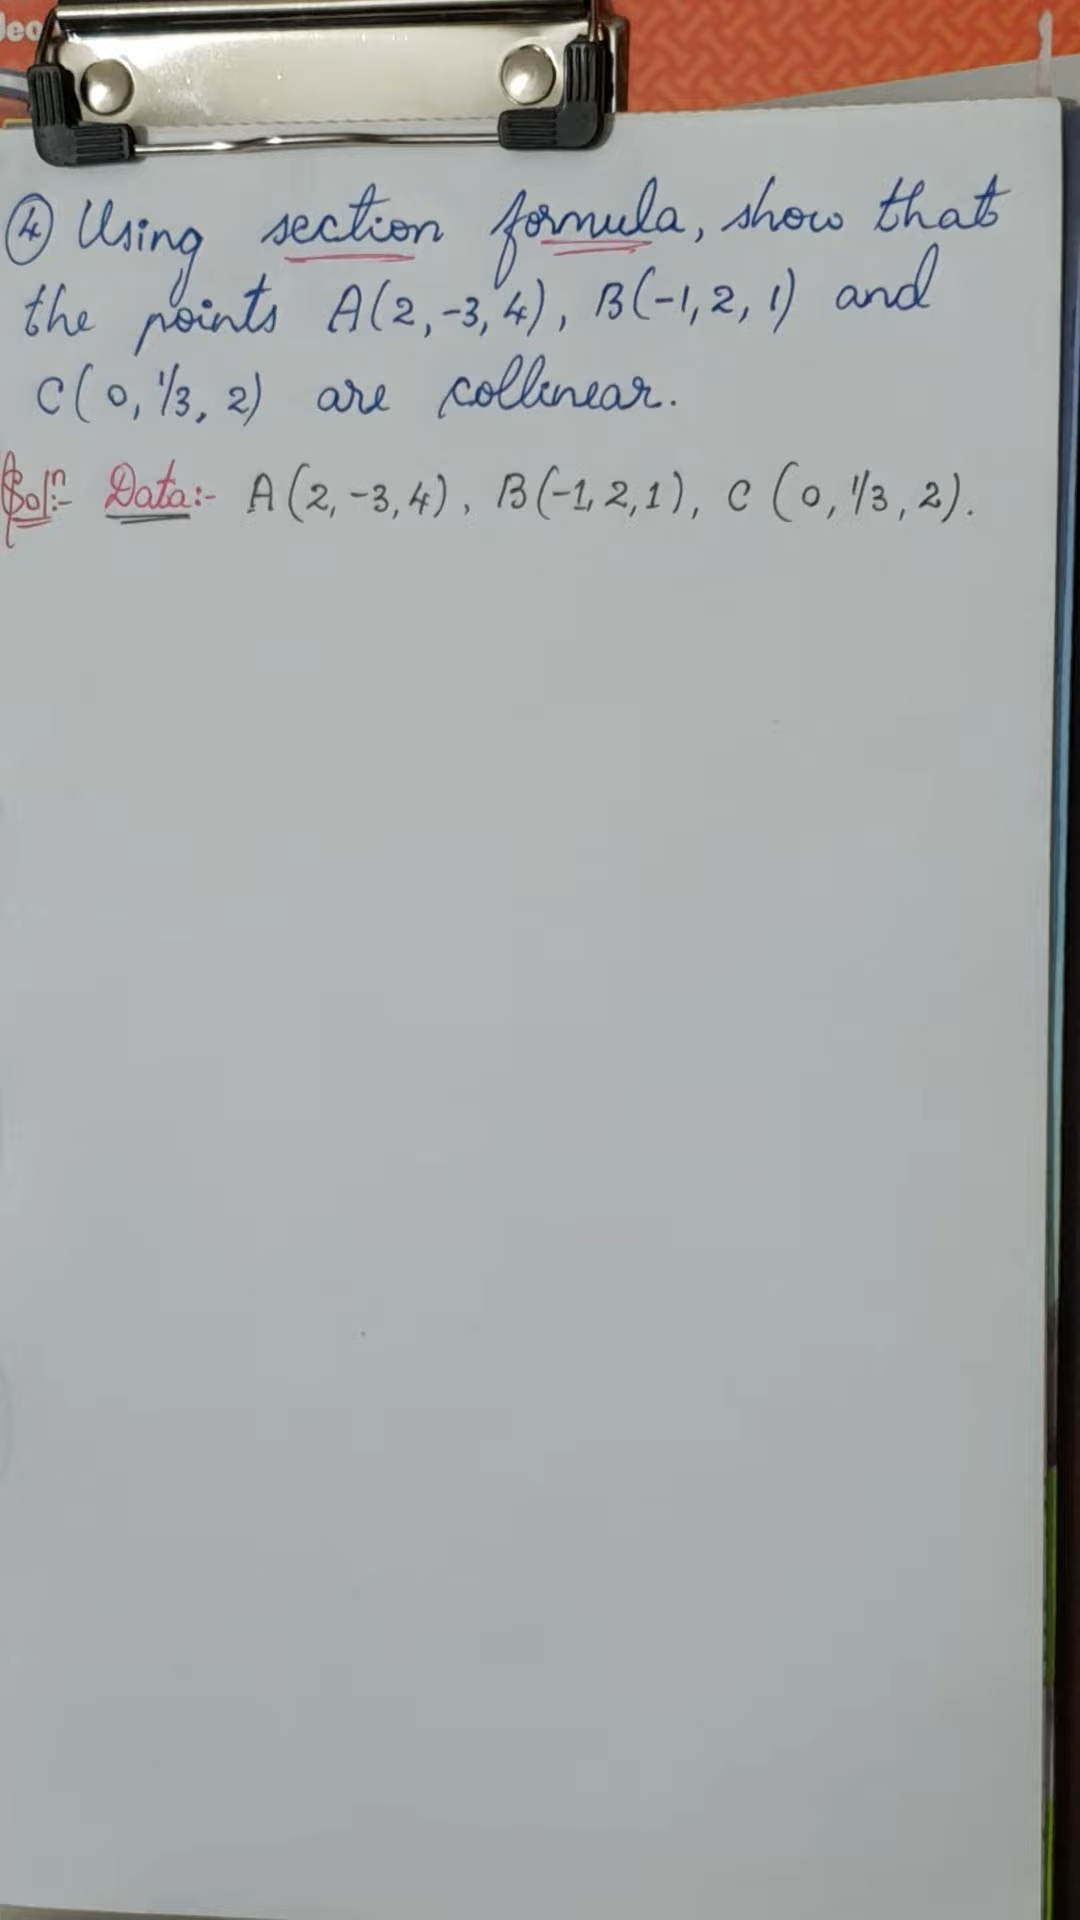 ④ Using section formula, show that
the points A(2,-3,4), B(-1,2,1) and
C(0,1/3,2) are collinear.
Solⁿ:- Data:- A(2,-3,4), B(-1,2,1), C(0,1/3,2).